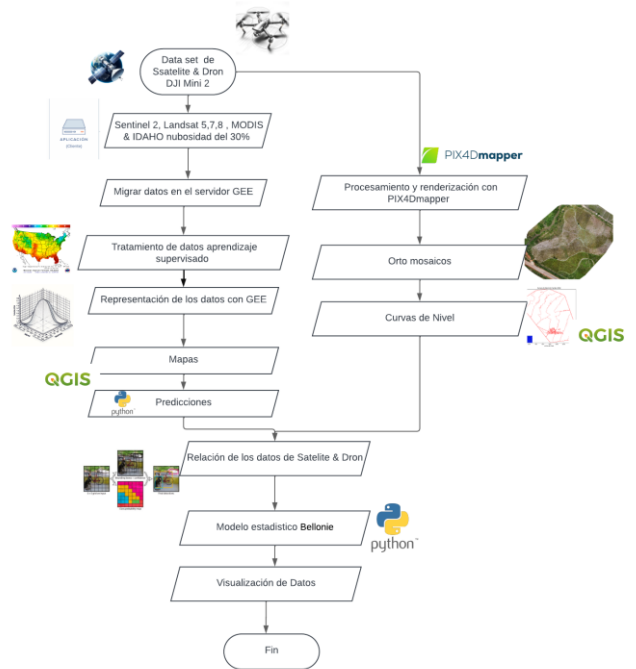 Data set de
Ssatelite & Dron
DJI Mini 2
Sentinel 2, Landsat 5,7,8 , MODIS
& IDAHO nubosidad del 30%
APLICACIÓN
Migrar datos en el servidor GEE
Tratamiento de datos aprendizaje
supervisado
Representación de los datos con GEE
Mapas
QGIS
Predicciones
python
PIX4Dmapper
Procesamiento y renderización con
PIX4Dmapper
Orto mosaicos
Curvas de Nivel
QGIS
Relación de los datos de Satelite & Dron
Modelo estadistico Bellonie
python
Visualización de Datos
Fin